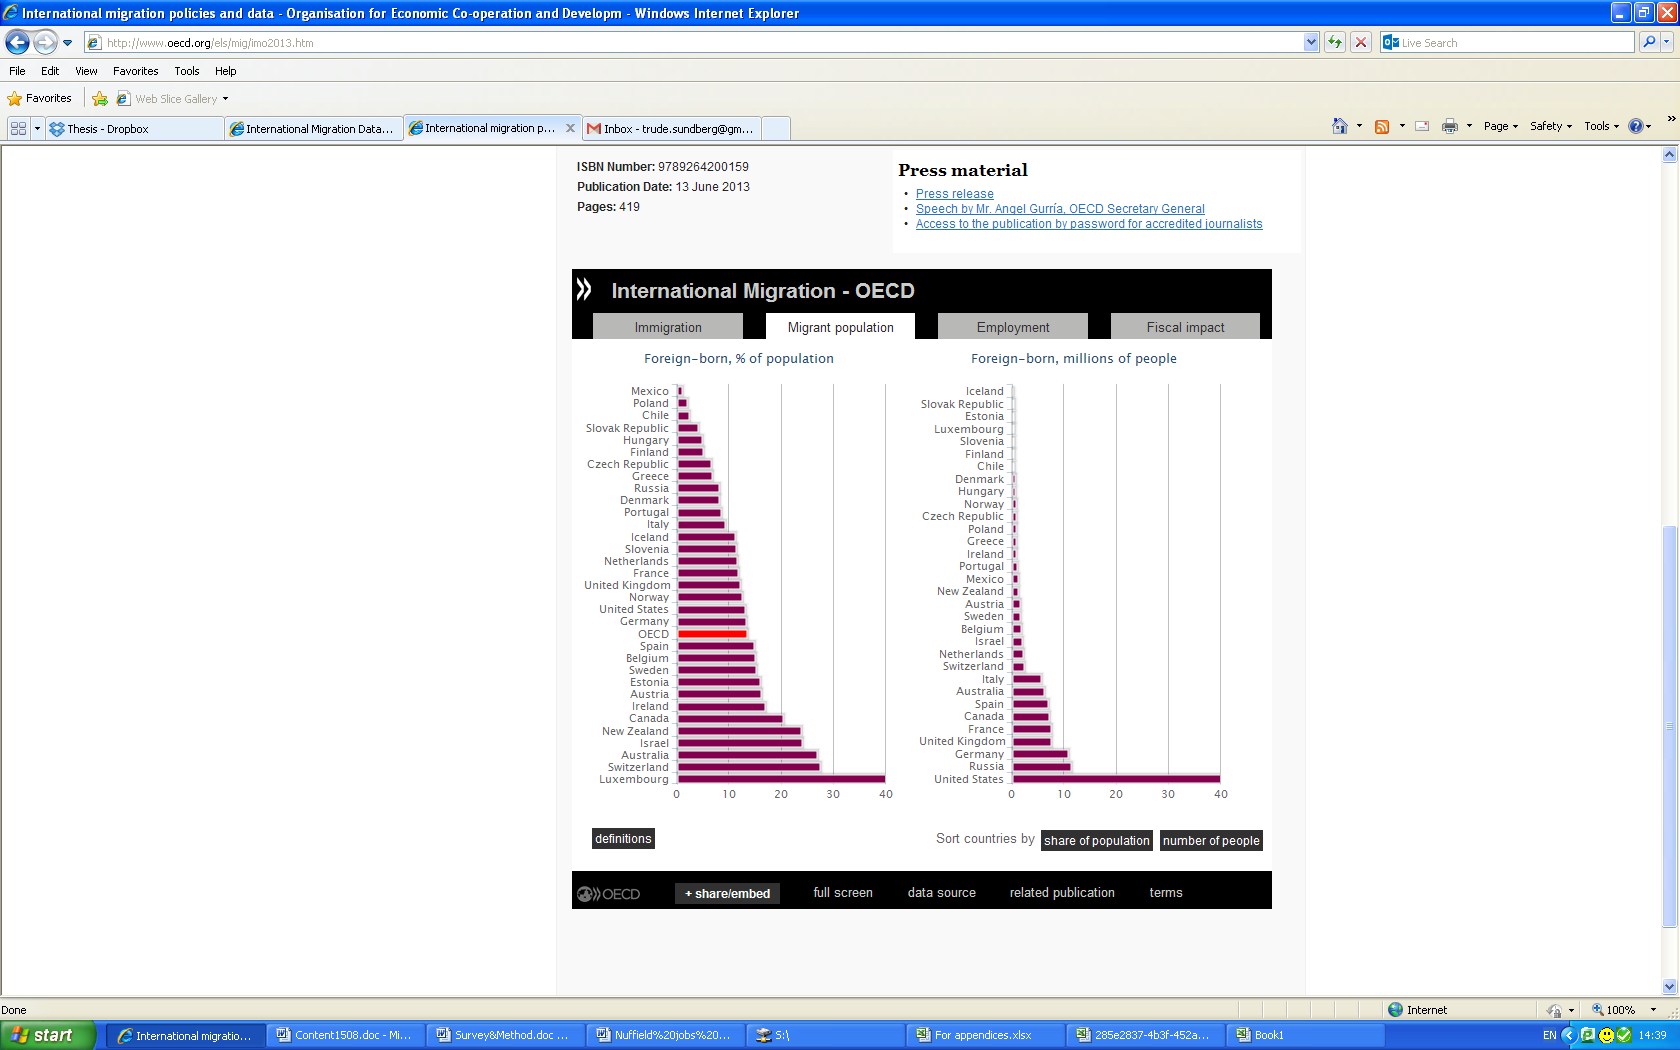 International migration policies and data - Organisation for Economic Co-operation and Developm - Windows Internet Explorer
http://www.oecd.org/els/mig/imo2013.htm
Live Search
File Edit View Favorites Tools Help
Favorites Web Slice Gallery
Thesis - Dropbox International Migration Data... International migration p... Inbox - trude.sundberg@gm... Page Safety Tools
ISBN Number: 9789264200159
Publication Date: 13 June 2013
Pages: 419
Press material
• Press release
• Speech by Mr. Angel Gurría, OECD Secretary General
• Access to the publication by password for accredited journalists
International Migration - OECD
Immigration Migrant population Employment Fiscal impact
Foreign-born, % of population
Mexico
Poland
Chile
Slovak Republic
Hungary
Finland
Czech Republic
Greece
Russia
Denmark
Portugal
Italy
Iceland
Slovenia
Netherlands
France
United Kingdom
Norway
United States
Germany
OECD
Spain
Belgium
Sweden
Estonia
Austria
Ireland
Canada
New Zealand
Israel
Australia
Switzerland
Luxembourg
0 10 20 30 40
Foreign-born, millions of people
Iceland
Slovak Republic
Estonia
Luxembourg
Slovenia
Finland
Chile
Denmark
Hungary
Norway
Czech Republic
Poland
Greece
Ireland
Portugal
Mexico
New Zealand
Austria
Sweden
Belgium
Israel
Netherlands
Switzerland
Italy
Australia
Spain
Canada
France
United Kingdom
Germany
Russia
United States
0 10 20 30 40
definitions
Sort countries by share of population number of people
OECD + share/embed full screen data source related publication terms
Done Internet 100%
start International migratio... Content1508.doc - Mi... Survey&Method.doc ... Nuffield%20jobs%20... S:\ For appendices.xlsx 285e2837-4b3f-452a... Book1 EN 14:39